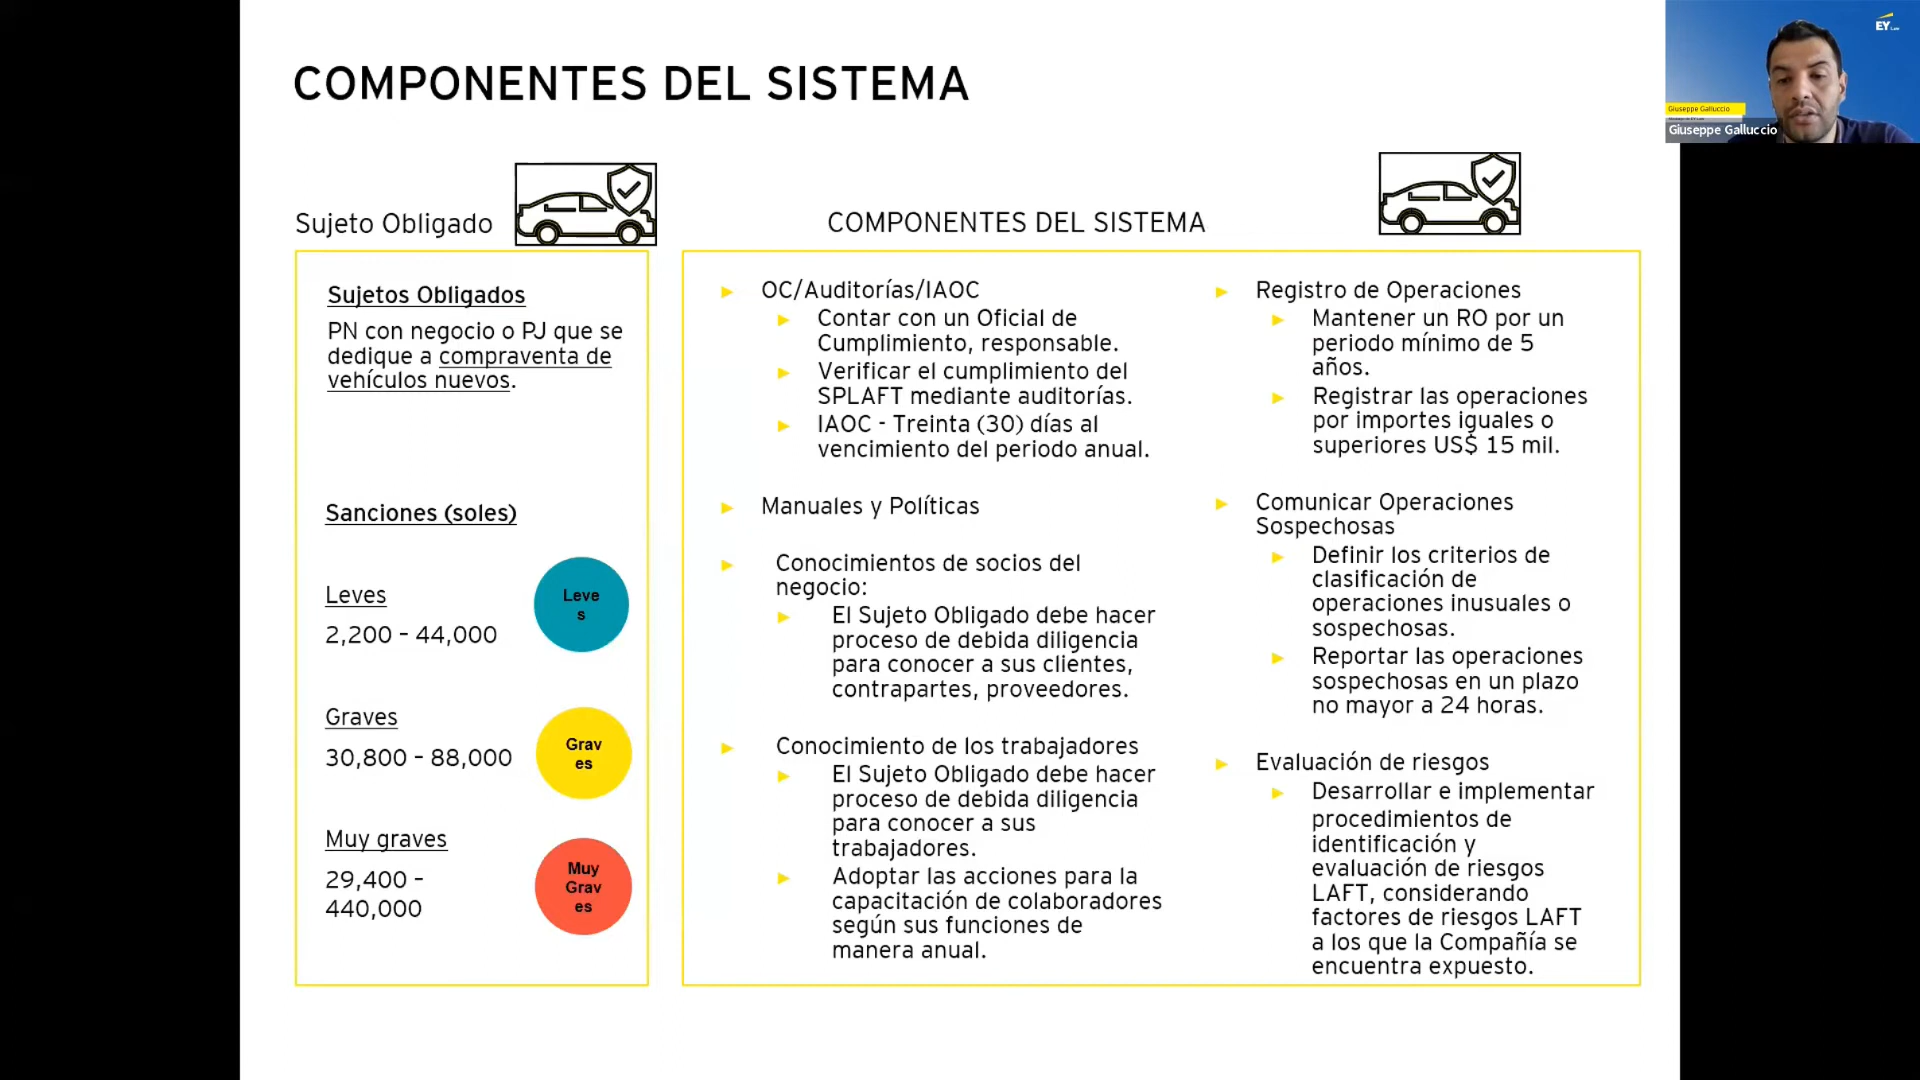 COMPONENTES DEL SISTEMA
EY
Giuseppe Galluccio
Giuseppe Galluccio
Sujeto Obligado
COMPONENTES DEL SISTEMA
Sujetos Obligados
PN con negocio o PJ que se
dedique a compraventa de
vehículos nuevos.
Sanciones (soles)
Leves
2,200 – 44,000
Leve
s
Graves
30,800 – 88,000
Grav
es
Muy graves
29,400 –
440,000
Muy
Grav
es
► OC/Auditorías/IAOC
► Contar con un Oficial de
Cumplimiento, responsable.
► Verificar el cumplimiento del
SPLAFT mediante auditorías.
► IAOC - Treinta (30) días al
vencimiento del periodo anual.
► Manuales y Políticas
► Conocimientos de socios del
negocio:
► El Sujeto Obligado debe hacer
proceso de debida diligencia
para conocer a sus clientes,
contrapartes, proveedores.
► Conocimiento de los trabajadores
► El Sujeto Obligado debe hacer
proceso de debida diligencia
para conocer a sus
trabajadores.
► Adoptar las acciones para la
capacitación de colaboradores
según sus funciones de
manera anual.
► Registro de Operaciones
► Mantener un RO por un
periodo mínimo de 5
años.
► Registrar las operaciones
por importes iguales o
superiores US$ 15 mil.
► Comunicar Operaciones
Sospechosas
► Definir los criterios de
clasificación de
operaciones inusuales o
sospechosas.
► Reportar las operaciones
sospechosas en un plazo
no mayor a 24 horas.
► Evaluación de riesgos
► Desarrollar e implementar
procedimientos de
identificación y
evaluación de riesgos
LAFT, considerando
factores de riesgos LAFT
a los que la Compañía se
encuentra expuesto.